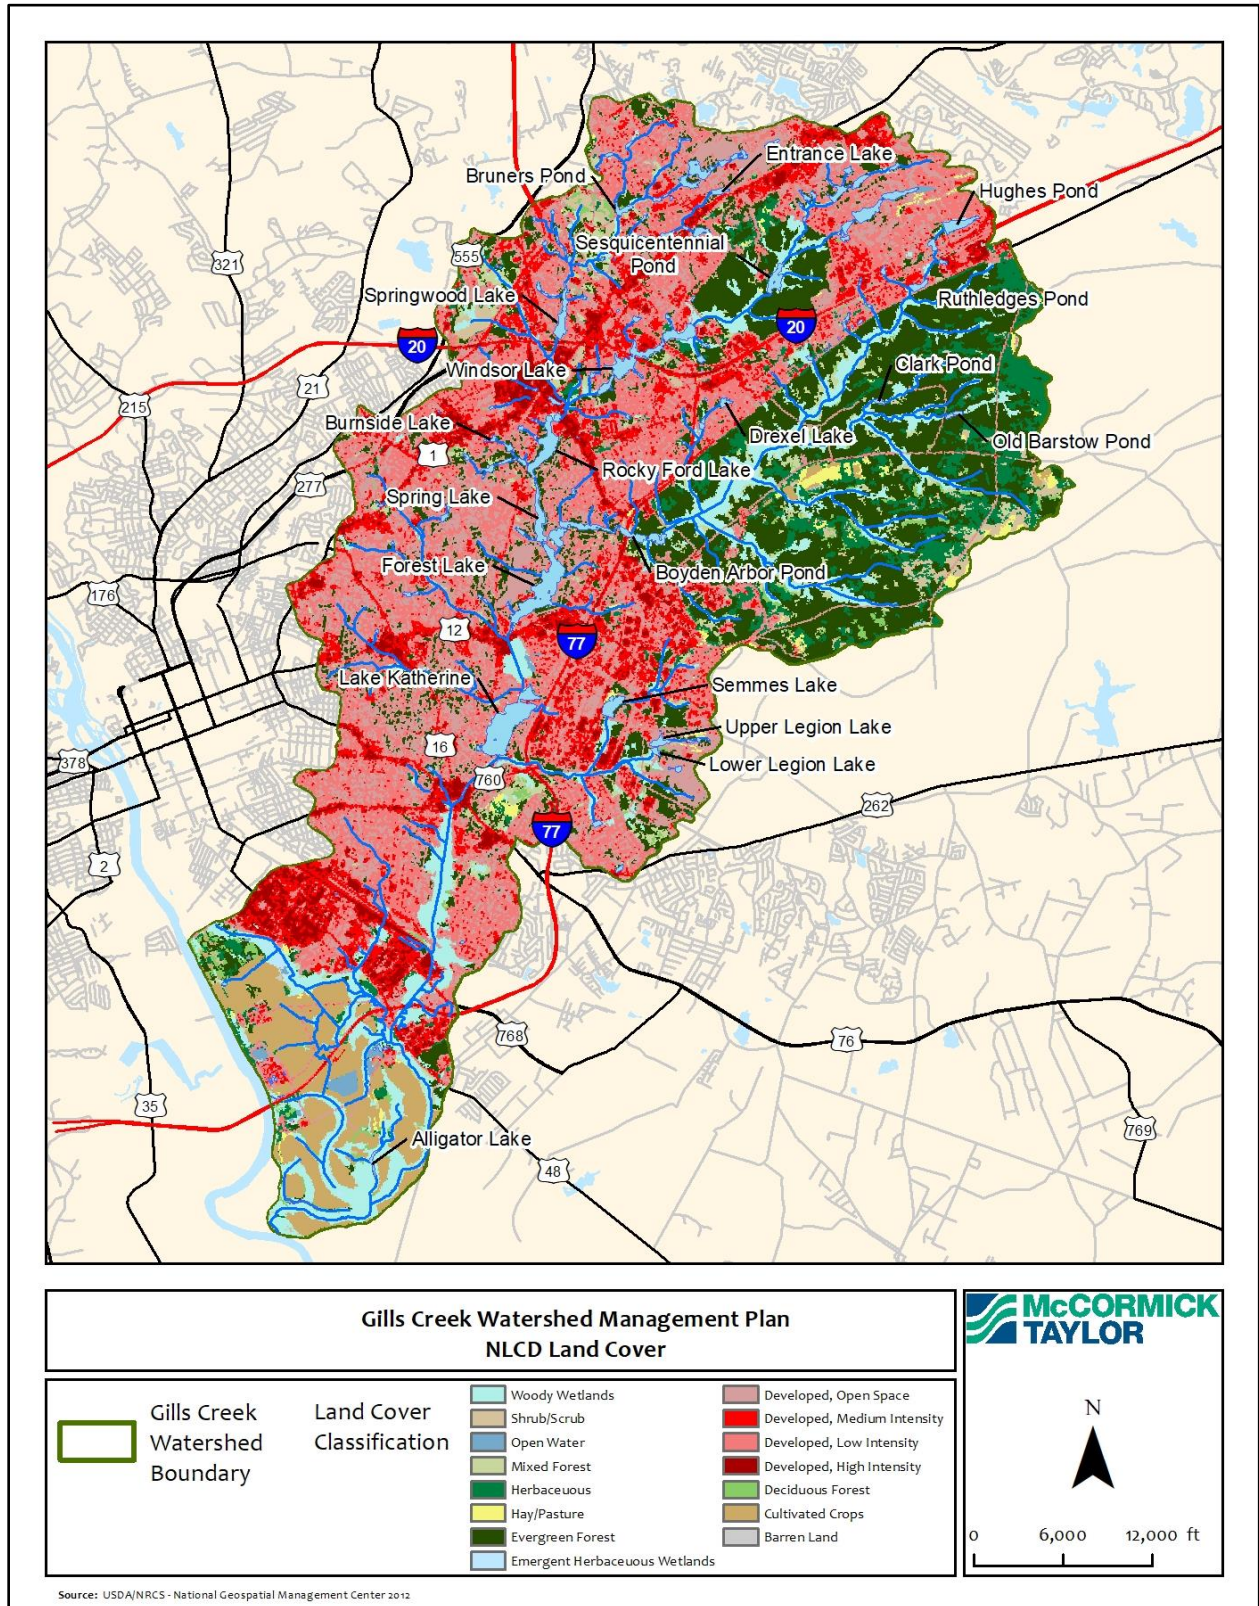 Entrance Lake
Bruners Pond
Hughes Pond
Sesquicentennial
Pond
555
321
Springwood Lake
Ruthledges Pond
20
20
Windsor Lake
Clark Pond
21
215
Burnside Lake
Drexel Lake
Old Barstow Pond
1
Rocky Ford Lake
277
Spring Lake
Forest Lake
Boyden Arbor Pond
176
12
77
Lake Katherine
Semmes Lake
Upper Legion Lake
16
378
760
Lower Legion Lake
262
77
2
768
76
35
Alligator Lake
769
48
Gills Creek Watershed Management Plan
NLCD Land Cover
McCORMICK
TAYLOR
Gills Creek
Watershed
Boundary
Land Cover
Classification
Woody Wetlands
Shrub/Scrub
Open Water
Mixed Forest
Herbaceuous
Hay/Pasture
Evergreen Forest
Emergent Herbaceuous Wetlands
Developed, Open Space
Developed, Medium Intensity
Developed, Low Intensity
Developed, High Intensity
Deciduous Forest
Cultivated Crops
Barren Land
N
0 6,000 12,000 ft
Source: USDA/NRCS - National Geospatial Management Center 2012